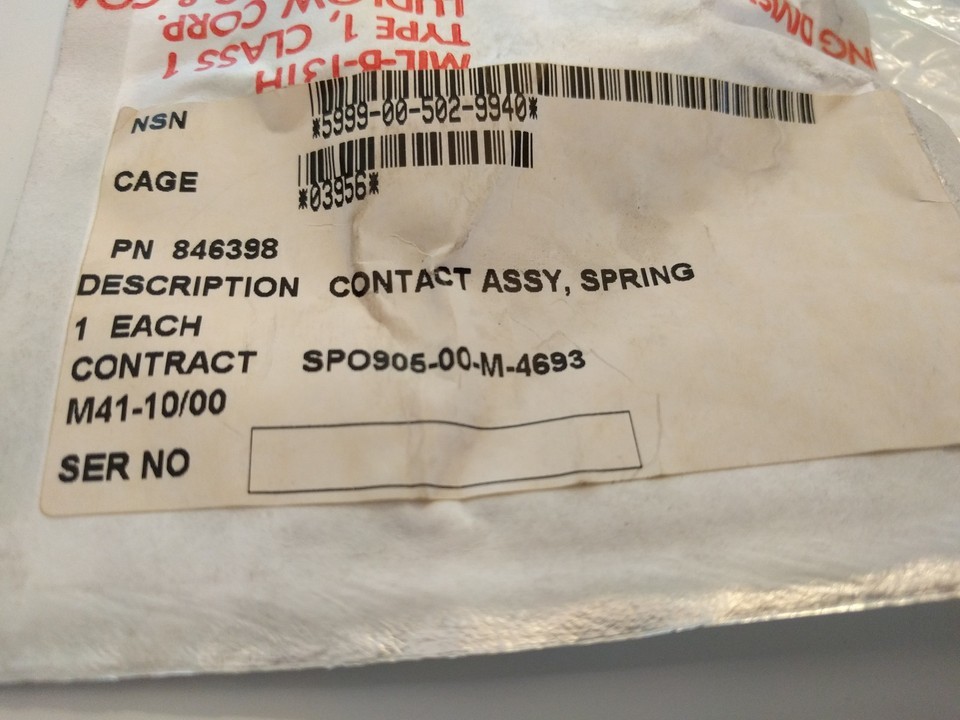 LUDLOW CORP.
TYPE 1, CLASS 1
MIL-B-131H
NSN *5999-00-502-9940*
CAGE *03956*
PN 846398
DESCRIPTION CONTACT ASSY, SPRING
1 EACH
CONTRACT SPO905-00-M-4693
M41-10/00
SER NO